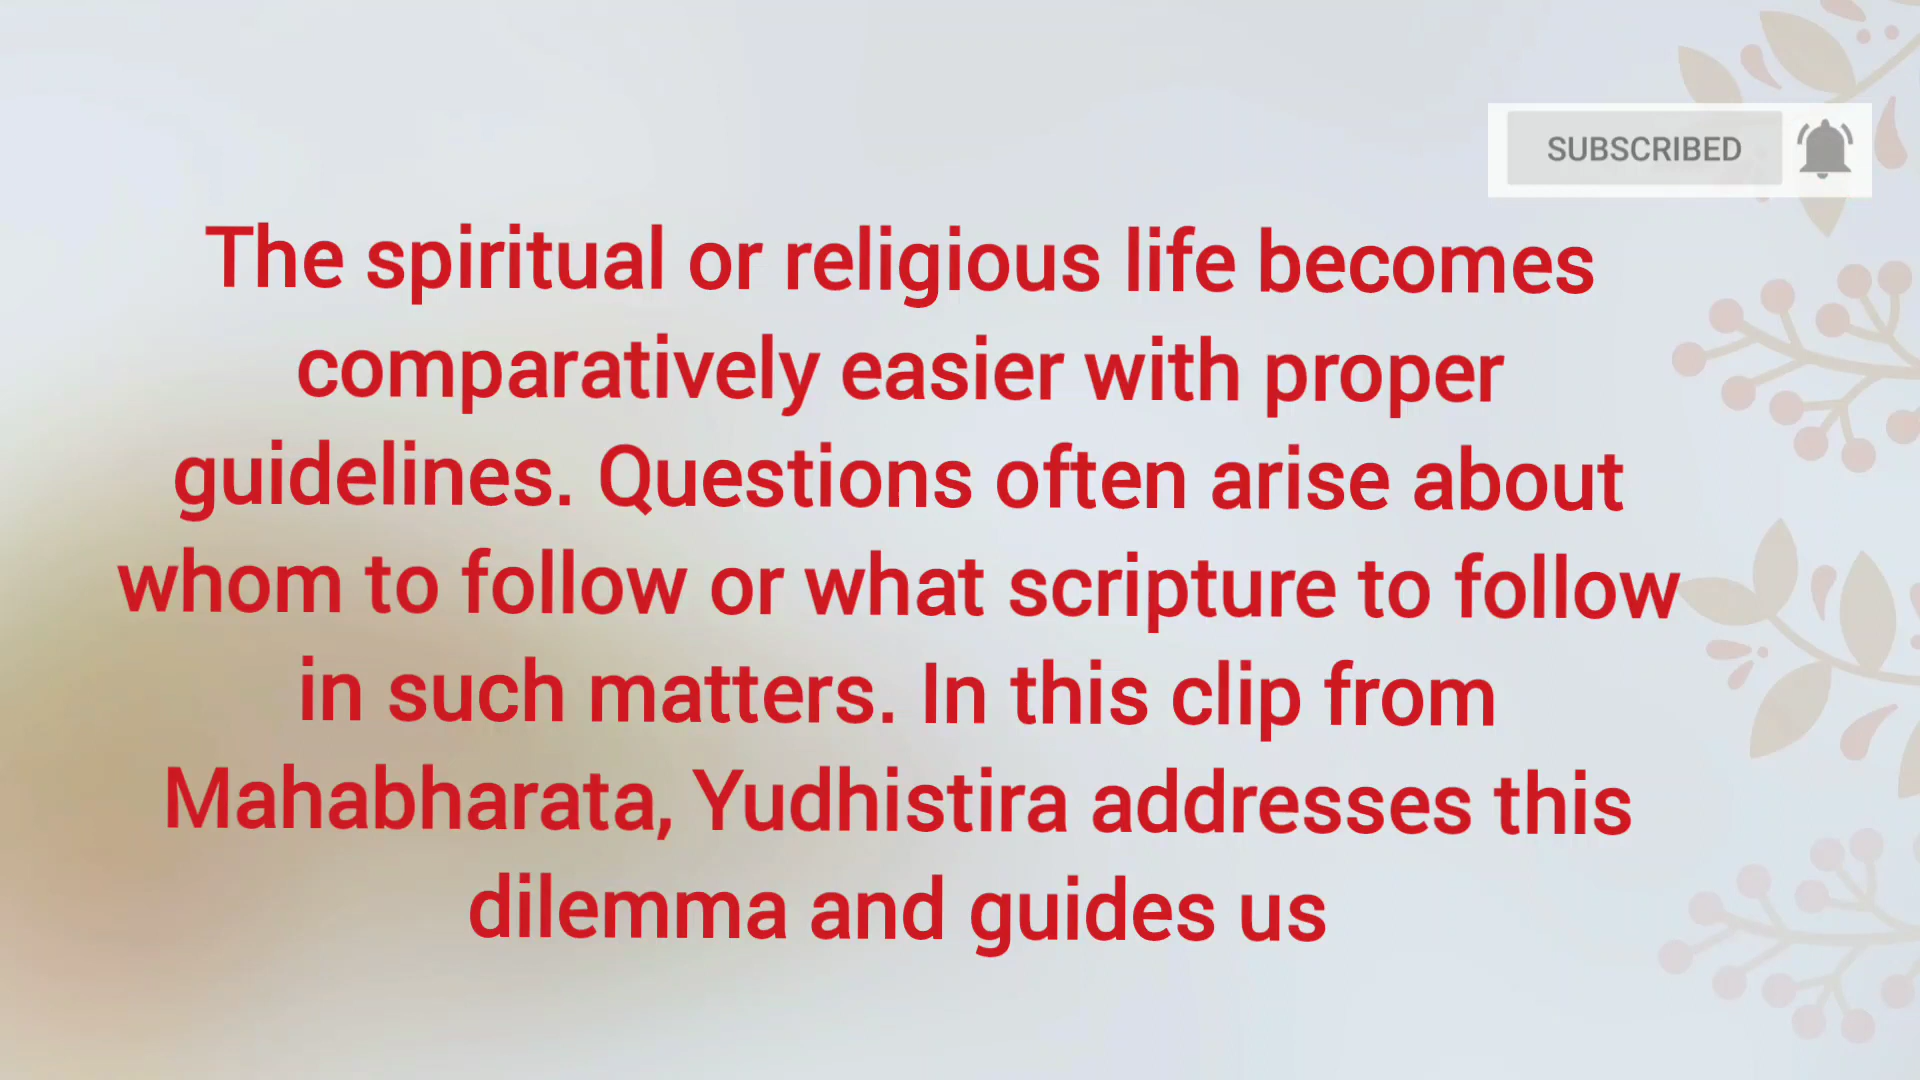 SUBSCRIBED
The spiritual or religious life becomes
comparatively easier with proper
guidelines. Questions often arise about
whom to follow or what scripture to follow
in such matters. In this clip from
Mahabharata, Yudhistira addresses this
dilemma and guides us